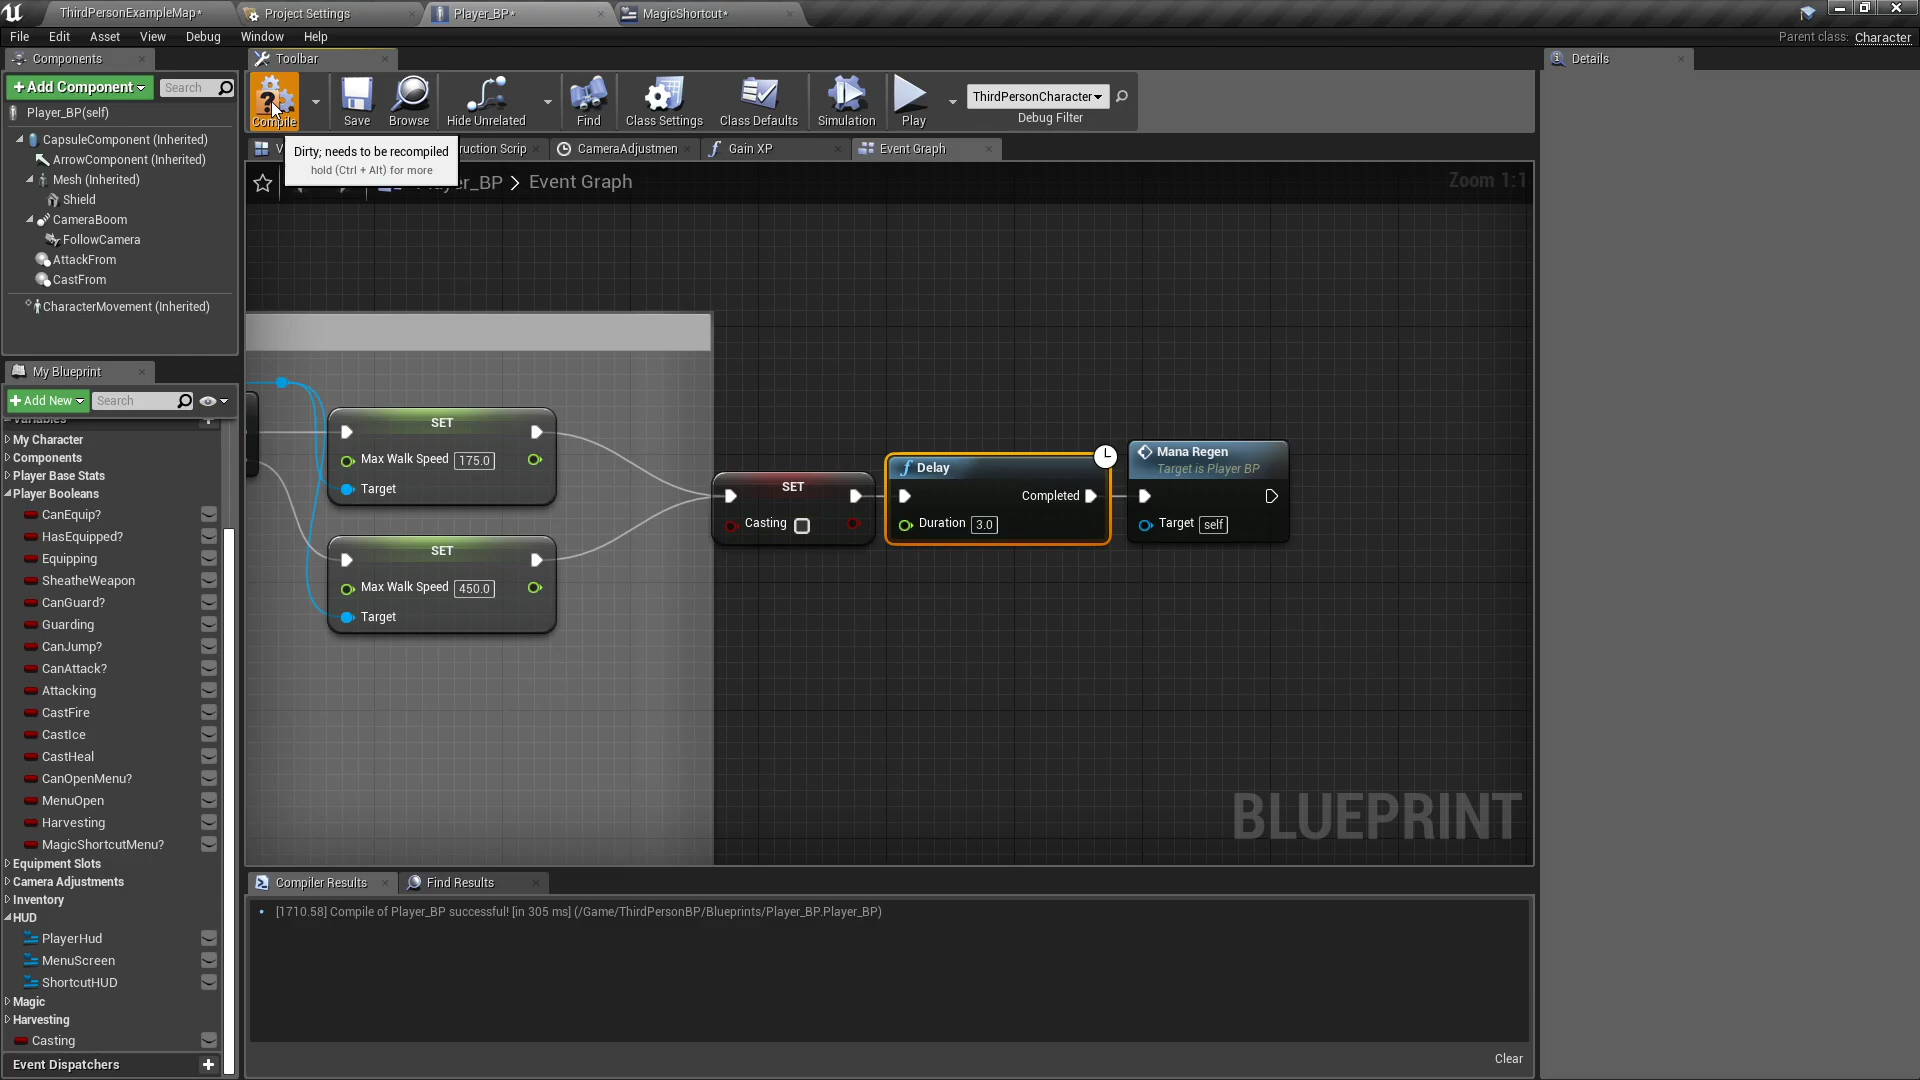 ThirdPersonExampleMap*
Project Settings
Player_BP*
MagicShortcut*
File
Edit
Asset
View
Debug
Window
Help
Parent class: Character
Components
Toolbar
Details
+Add Component
Search
Player_BP(self)
CapsuleComponent (Inherited)
ArrowComponent (Inherited)
Mesh (Inherited)
Shield
CameraBoom
FollowCamera
AttackFrom
CastFrom
CharacterMovement (Inherited)
Compile
Save
Browse
Hide Unrelated
Find
Class Settings
Class Defaults
Simulation
Play
ThirdPersonCharacter
Debug Filter
Dirty; needs to be recompiled
hold (Ctrl + Alt) for more
V
ruction Scrip
CameraAdjustmen
Gain XP
Event Graph
Player_BP > Event Graph
Zoom 1:1
My Blueprint
+Add New
Search
Variables
My Character
Components
Player Base Stats
Player Booleans
CanEquip?
HasEquipped?
Equipping
SheatheWeapon
CanGuard?
Guarding
CanJump?
CanAttack?
Attacking
CastFire
CastIce
CastHeal
CanOpenMenu?
MenuOpen
Harvesting
MagicShortcutMenu?
Equipment Slots
Camera Adjustments
Inventory
HUD
PlayerHud
MenuScreen
ShortcutHUD
Magic
Harvesting
Casting
Event Dispatchers
SET
Max Walk Speed 175.0
Target
SET
Max Walk Speed 450.0
Target
SET
Casting
Delay
Completed
Duration 3.0
Mana Regen
Target is Player BP
Target self
BLUEPRINT
Compiler Results
Find Results
[1710.58] Compile of Player_BP successful! [in 305 ms] (/Game/ThirdPersonBP/Blueprints/Player_BP.Player_BP)
Clear